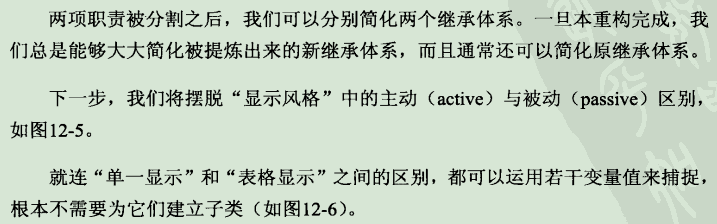 两项职责被分割之后，我们可以分别简化两个继承体系。一旦本重构完成，我
们总是能够大大简化被提炼出来的新继承体系，而且通常还可以简化原继承体系。
下一步，我们将摆脱“显示风格”中的主动（active）与被动（passive）区别，
如图12-5。
就连“单一显示”和“表格显示”之间的区别，都可以运用若干变量值来捕捉，
根本不需要为它们建立子类（如图12-6）。